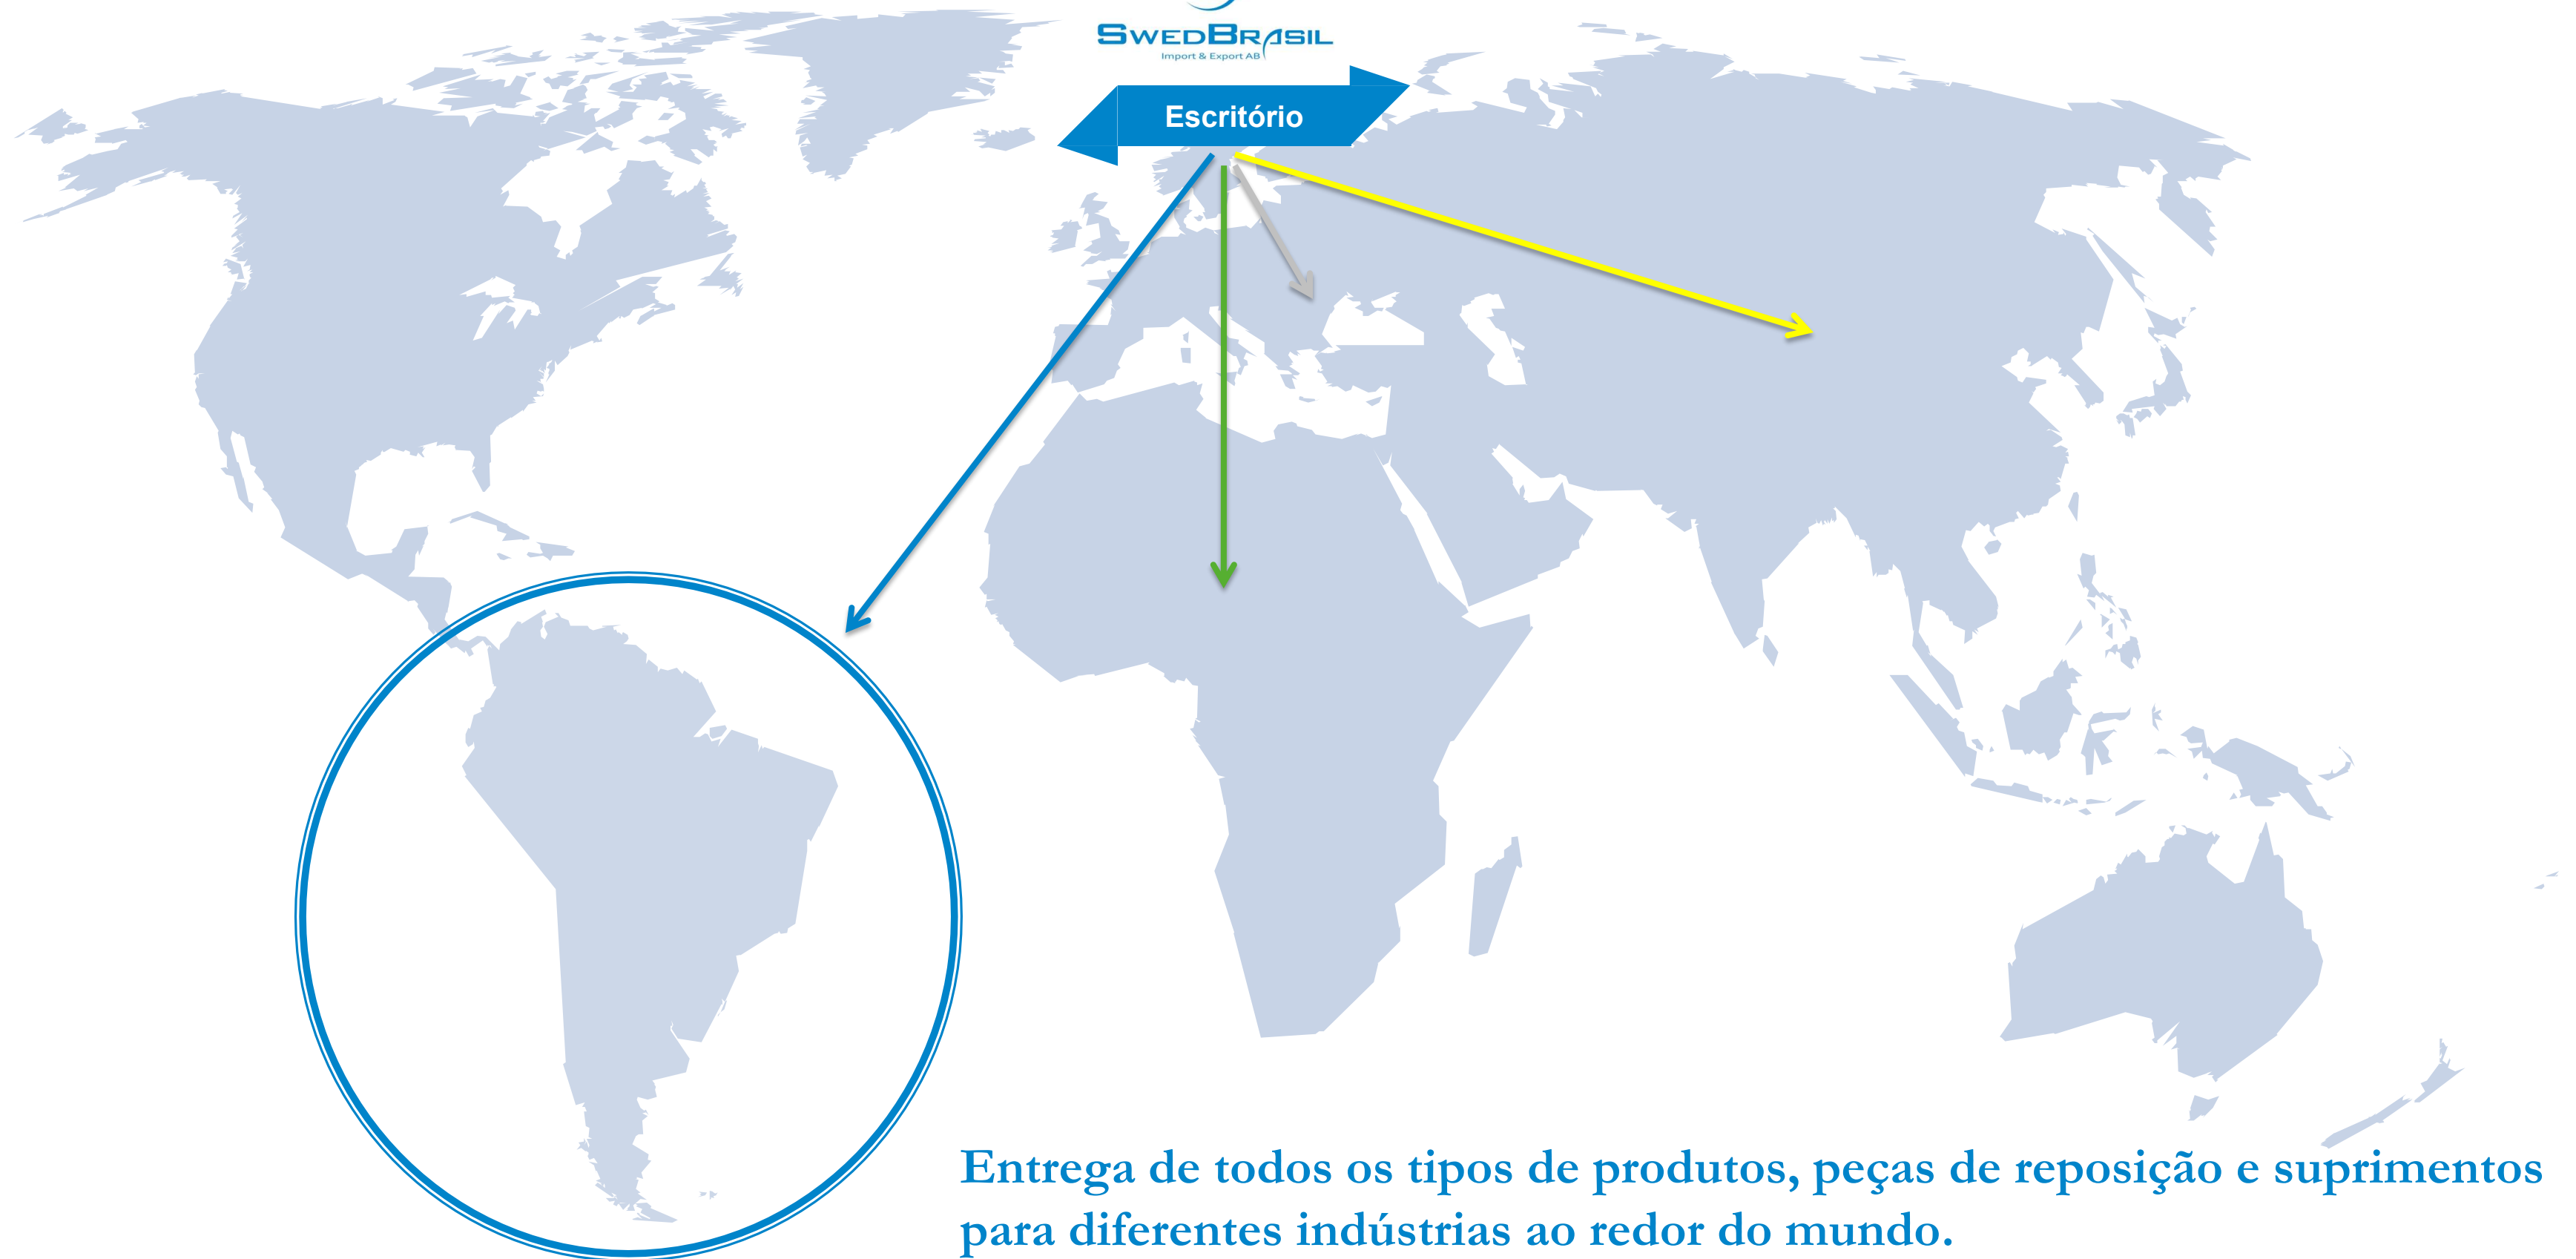 SWEDBRASIL
Import & Export AB
Escritório
Entrega de todos os tipos de produtos, peças de reposição e suprimentos
para diferentes indústrias ao redor do mundo.